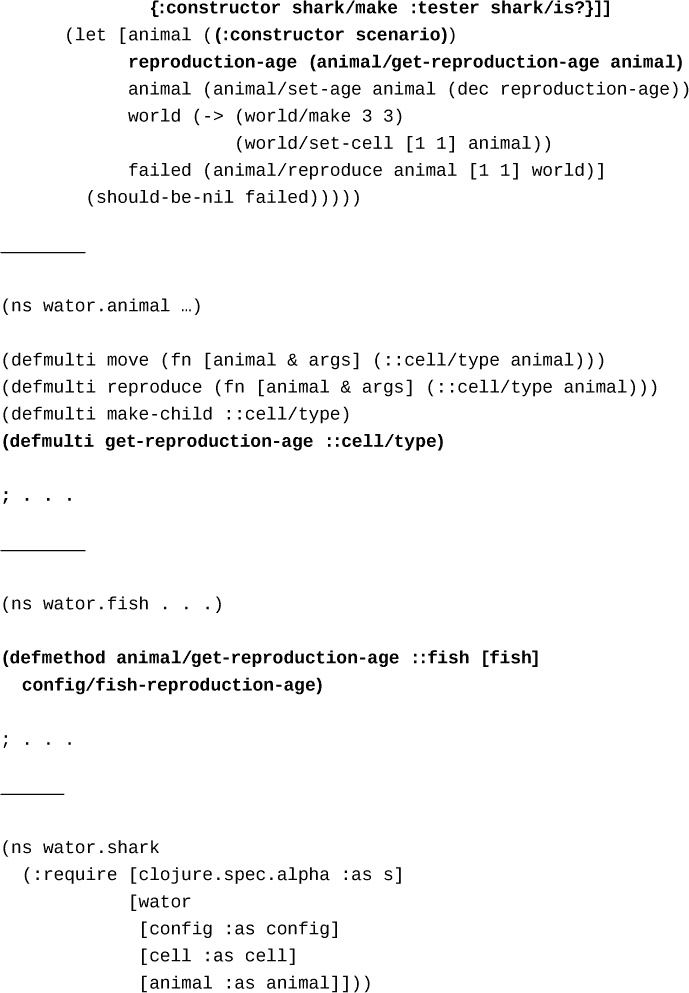 {:constructor shark/make :tester shark/is?}]]
(let [animal ((:constructor scenario))
reproduction-age (animal/get-reproduction-age animal)
animal (animal/set-age animal (dec reproduction-age))
world (-> (world/make 3 3)
(world/set-cell [1 1] animal))
failed (animal/reproduce animal [1 1] world)]
(should-be-nil failed)))))
(ns wator.animal …)
(defmulti move (fn [animal & args] (::cell/type animal)))
(defmulti reproduce (fn [animal & args] (::cell/type animal)))
(defmulti make-child ::cell/type)
(defmulti get-reproduction-age ::cell/type)
; . . .
(ns wator.fish . . .)
(defmethod animal/get-reproduction-age ::fish [fish]
config/fish-reproduction-age)
; . . .
(ns wator.shark
(:require [clojure.spec.alpha :as s]
[wator
[config :as config]
[cell :as cell]
[animal :as animal]]))